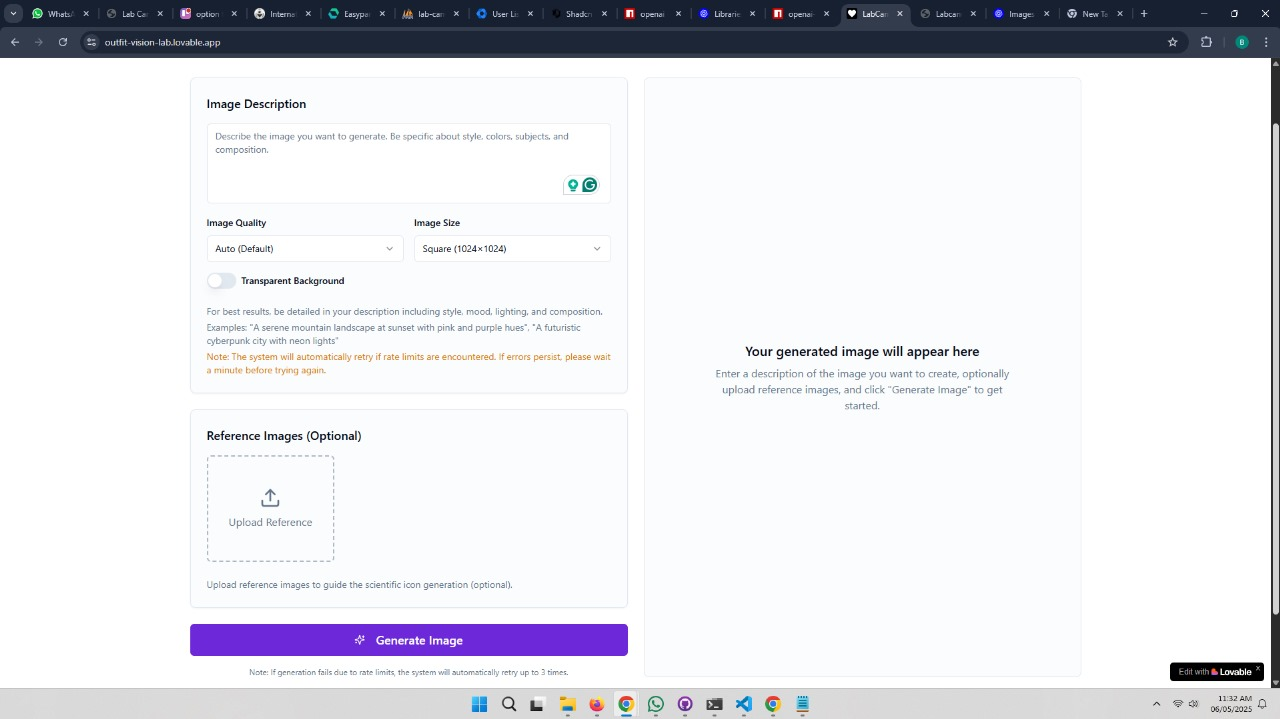 WhatsA
Lab Car
option
Interne
Easypa
lab-can
User Li
Shadcn
openai
Librarie
openai
LabCan
Labcan
Images
New Te
outfit-vision-lab.lovable.app
B
Image Description
Describe the image you want to generate. Be specific about style, colors, subjects, and
composition.
Image Quality
Image Size
Auto (Default)
Square (1024×1024)
Transparent Background
For best results, be detailed in your description including style, mood, lighting, and composition.
Examples: "A serene mountain landscape at sunset with pink and purple hues", "A futuristic
cyberpunk city with neon lights"
Note: The system will automatically retry if rate limits are encountered. If errors persist, please wait
a minute before trying again.
Reference Images (Optional)
Upload Reference
Upload reference images to guide the scientific icon generation (optional).
Generate Image
Note: If generation fails due to rate limits, the system will automatically retry up to 3 times.
Your generated image will appear here
Enter a description of the image you want to create, optionally
upload reference images, and click "Generate Image" to get
started.
Edit with Lovable
11:32 AM
06/05/2025